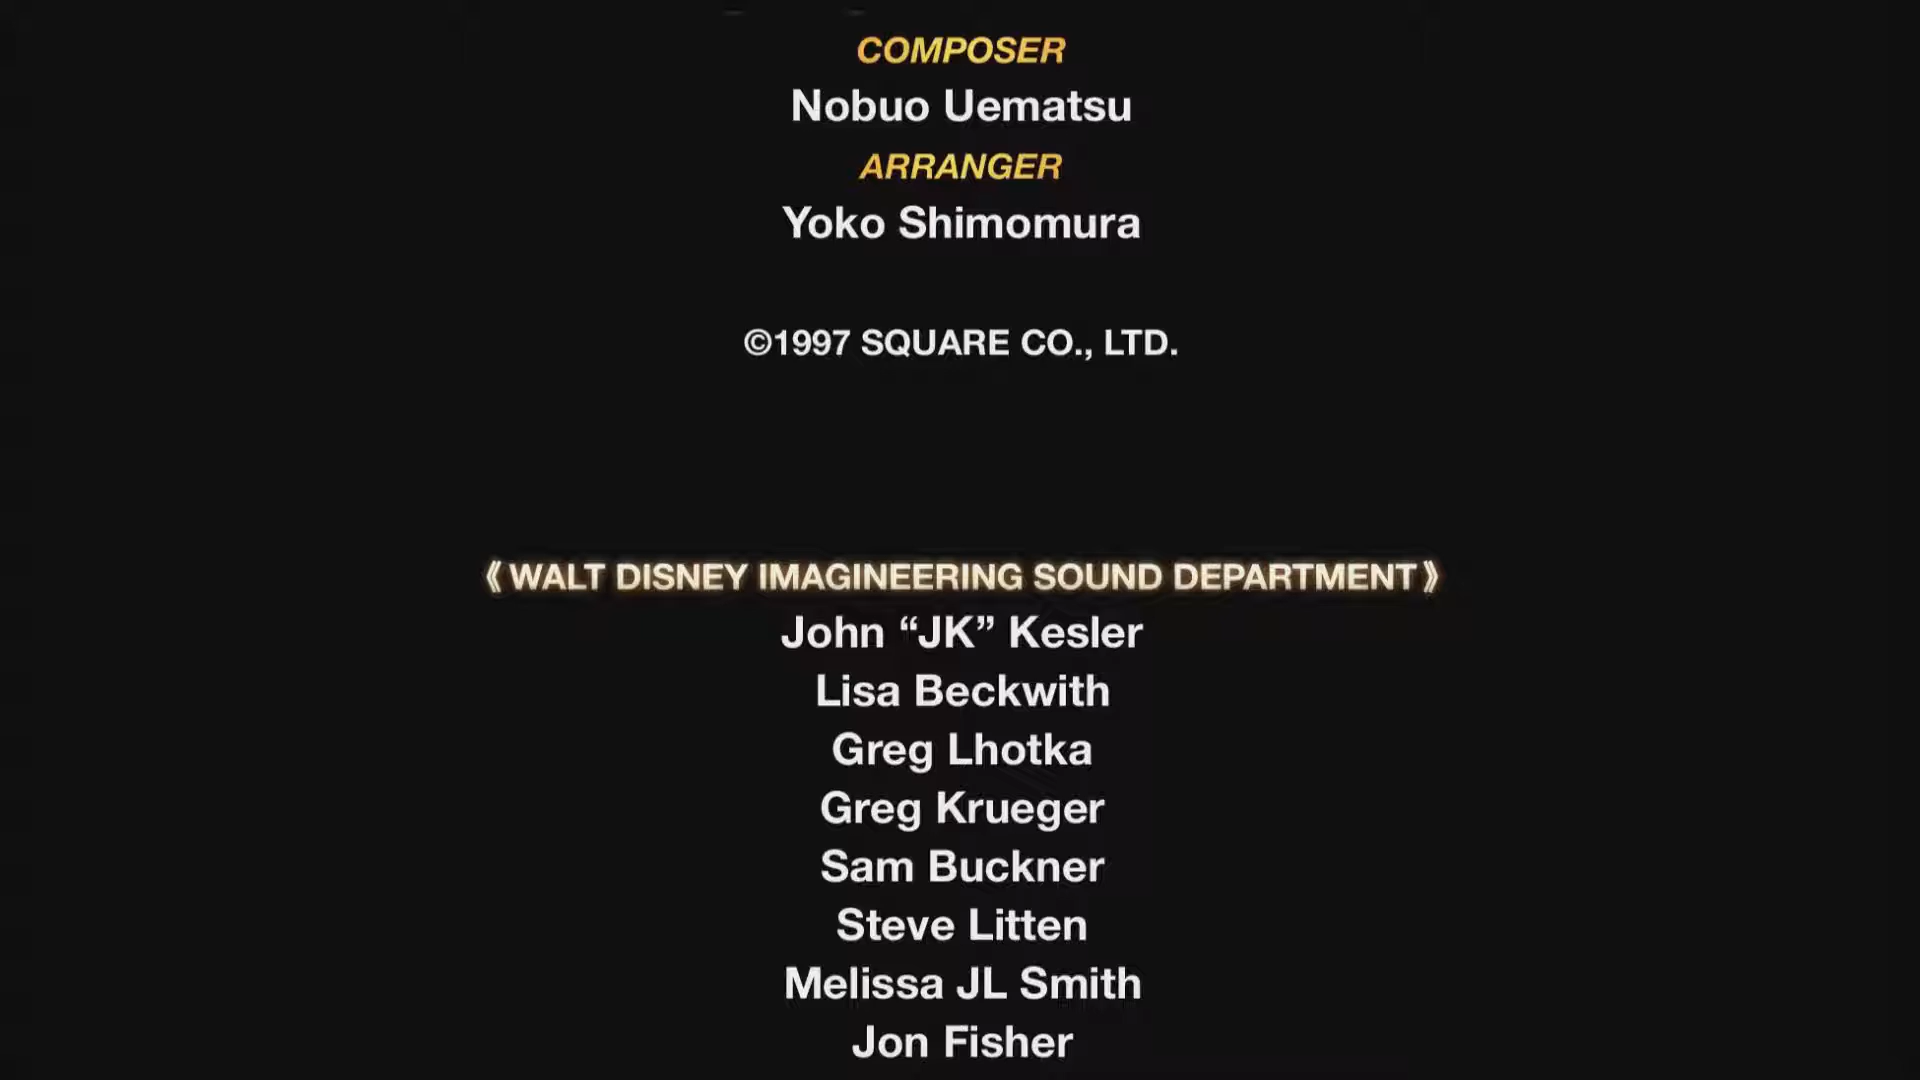 COMPOSER
Nobuo Uematsu
ARRANGER
Yoko Shimomura
©1997 SQUARE CO., LTD.
《WALT DISNEY IMAGINEERING SOUND DEPARTMENT》
John “JK” Kesler
Lisa Beckwith
Greg Lhotka
Greg Krueger
Sam Buckner
Steve Litten
Melissa JL Smith
Jon Fisher